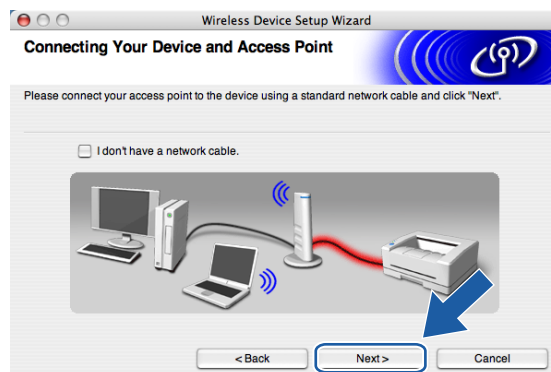 Wireless Device Setup Wizard
Connecting Your Device and Access Point
Please connect your access point to the device using a standard network cable and click "Next".
I don't have a network cable.
< Back
Next >
Cancel